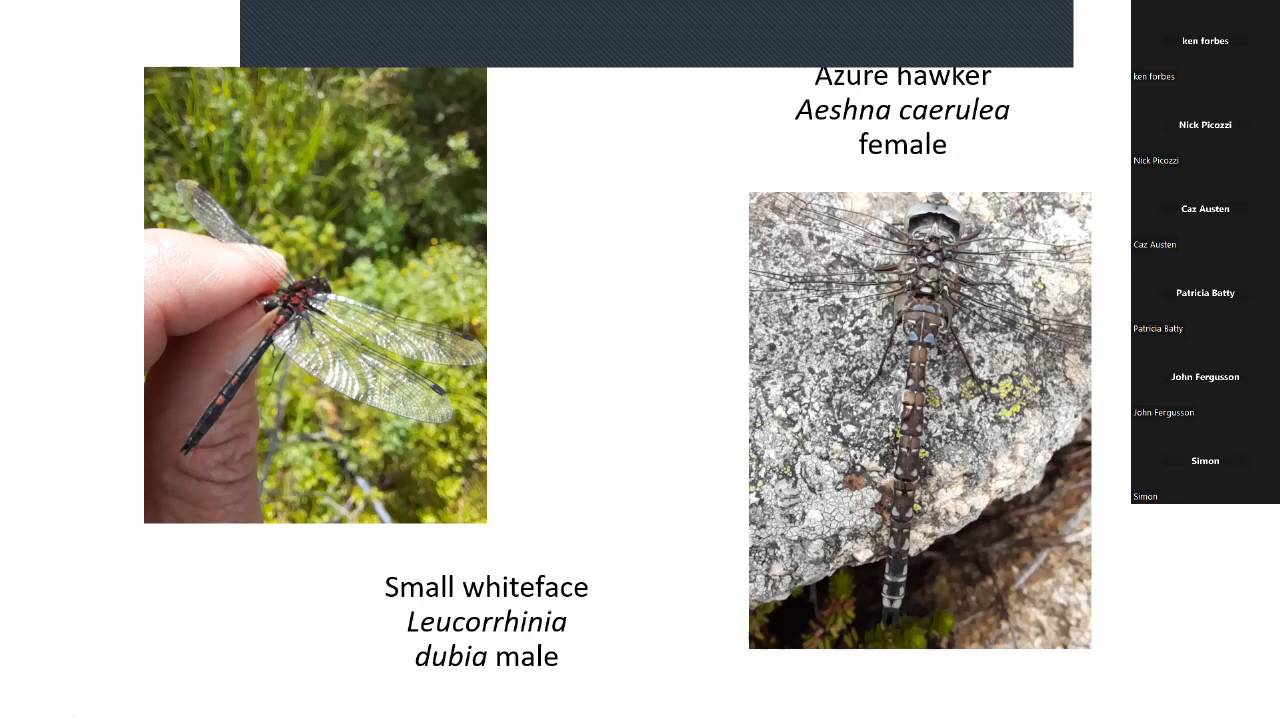 Azure hawker
Aeshna caerulea
female
Small whiteface
Leucorrhinia
dubia male
ken forbes
ken forbes
Nick Picozzi
Nick Picozzi
Caz Austen
Caz Austen
Patricia Batty
Patricia Batty
John Fergusson
John Fergusson
Simon
Simon